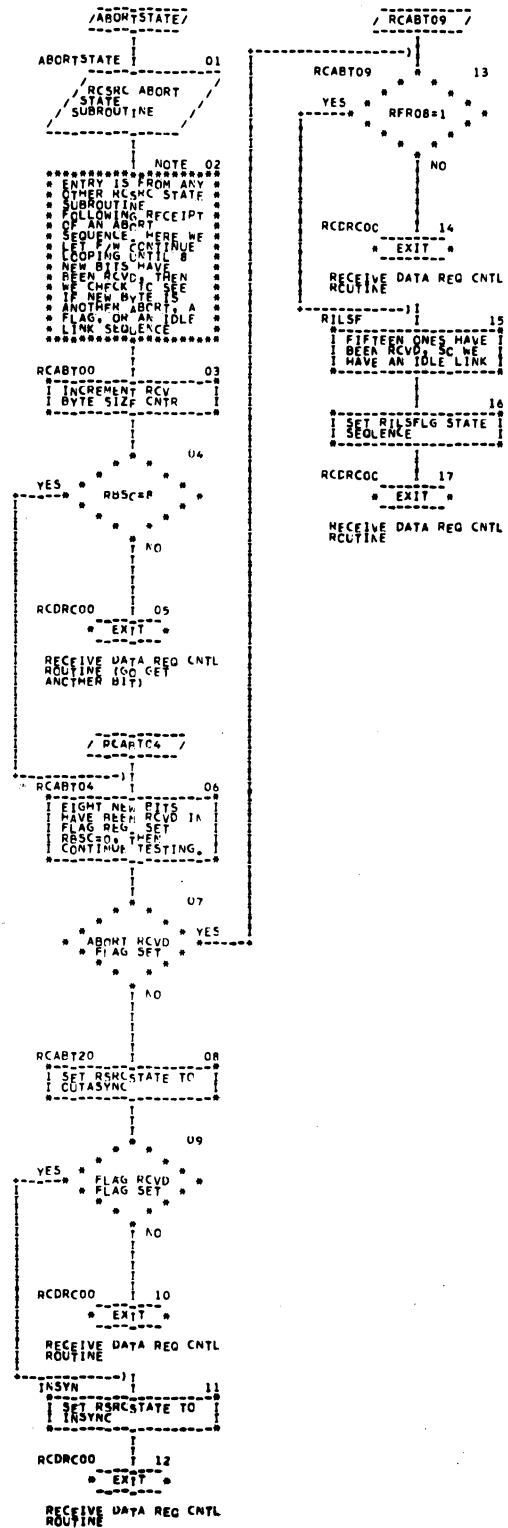 /ABORTSTATE/
ABORTSTATE 01
RCSRC ABORT
STATE
SUBROUTINE
NOTE 02
ENTRY IS FROM ANY
OTHER RCSRC STATE
SUBROUTINE
FOLLOWING RECEIPT
OF AN ABORT
SEQUENCE. HERE WE
LET F/W CONTINUE
LOOPING UNTIL 8
NEW BITS HAVE
BEEN RCVD, THEN
WE CHECK TO SEE
IF NEW BYTE IS
ANOTHER ABORT, A
FLAG, OR AN IDLE
LINK SEQUENCE
RCABT00 03
INCREMENT RCV
BYTE SIZE CNTR
04
YES
RBSC=8
NO
RCDRC00 05
EXIT
RECEIVE DATA REQ CNTL
ROUTINE (GO GET
ANOTHER BIT)
/ RCABT04 /
RCABT04 06
EIGHT NEW BITS
HAVE BEEN RCVD IN
FLAG REG. SET
RBSC=0, THEN
CONTINUE TESTING.
07
ABORT RCVD
FLAG SET
YES
NO
RCABT20 08
SET RSRCSTATE TO
OUTASYNC
09
YES
FLAG RCVD
FLAG SET
NO
RCDRC00 10
EXIT
RECEIVE DATA REQ CNTL
ROUTINE
INSYN 11
SET RSRCSTATE TO
INSYNC
RCDRC00 12
EXIT
RECEIVE DATA REQ CNTL
ROUTINE
/ RCABT09 /
RCABT09 13
YES
RFR08=1
NO
RCDRC00 14
EXIT
RECEIVE DATA REQ CNTL
ROUTINE
RILSF 15
FIFTEEN ONES HAVE
BEEN RCVD, SO WE
HAVE AN IDLE LINK
16
SET RILSFLG STATE
SEQUENCE
RCDRC00 17
EXIT
RECEIVE DATA REQ CNTL
ROUTINE